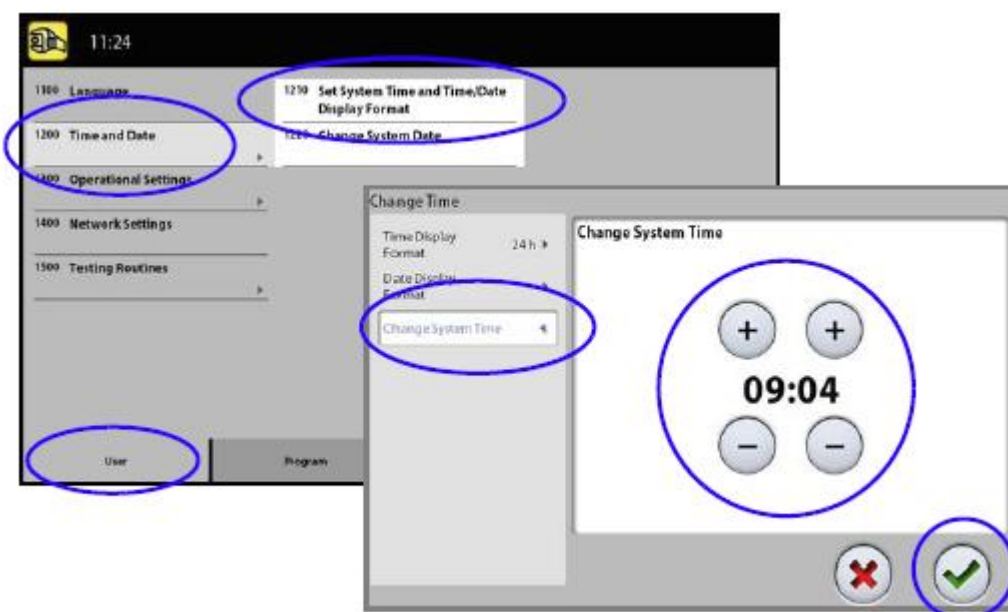 11:24
1100 Language
1200 Time and Date
1300 Operational Settings
1400 Network Settings
1500 Testing Routines
1210 Set System Time and Time/Date
Display Format
1220 Change System Date
User
Program
Change Time
Time Display
Format
24 h
Date Display
Format
Change System Time
Change System Time
+ +
09:04
− −